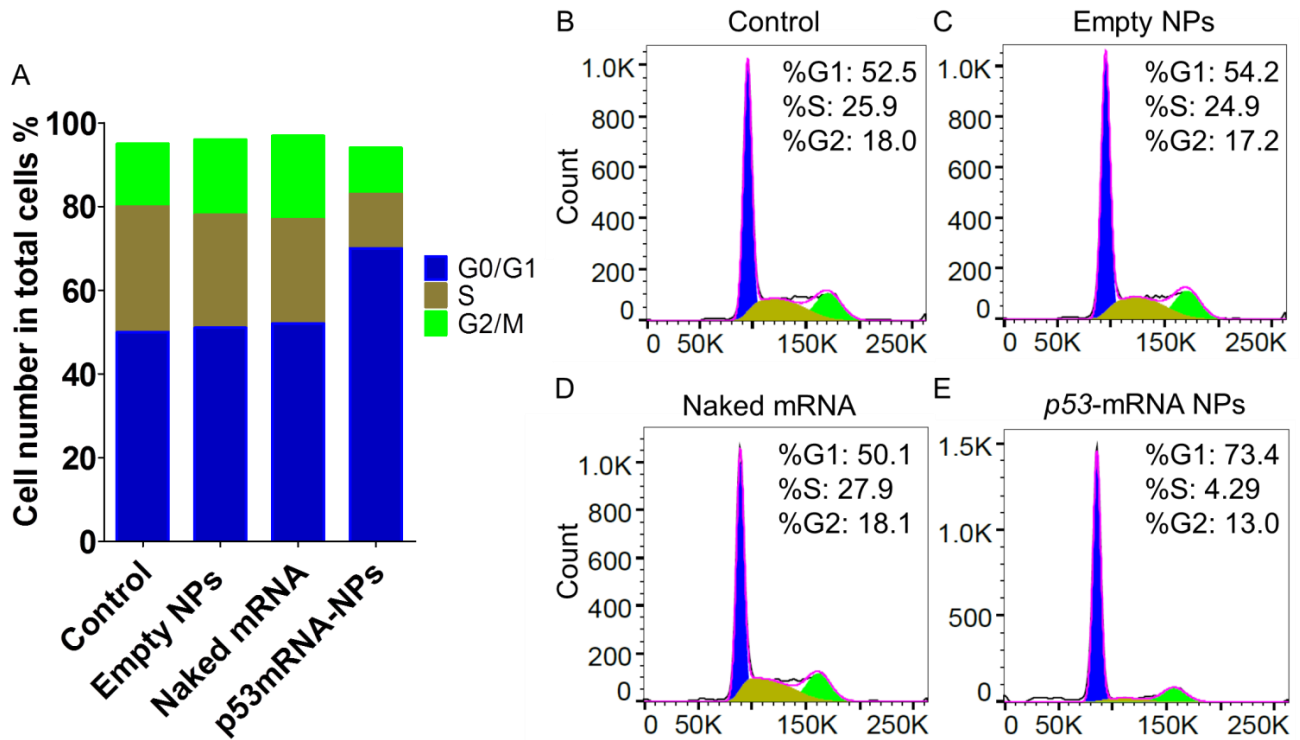 A
Cell number in total cells %
100
80
60
40
20
0
Control
Empty NPs
Naked mRNA
p53mRNA-NPs
G0/G1
S
G2/M
B
Control
%G1: 52.5
%S: 25.9
%G2: 18.0
Count
1.0K
800
600
400
200
0
0 50K 150K 250K
C
Empty NPs
%G1: 54.2
%S: 24.9
%G2: 17.2
1.0K
800
600
400
200
0
0 50K 150K 250K
D
Naked mRNA
%G1: 50.1
%S: 27.9
%G2: 18.1
Count
1.0K
800
600
400
200
0
0 50K 150K 250K
E
p53-mRNA NPs
%G1: 73.4
%S: 4.29
%G2: 13.0
1.5K
1.0K
500
0
0 50K 150K 250K